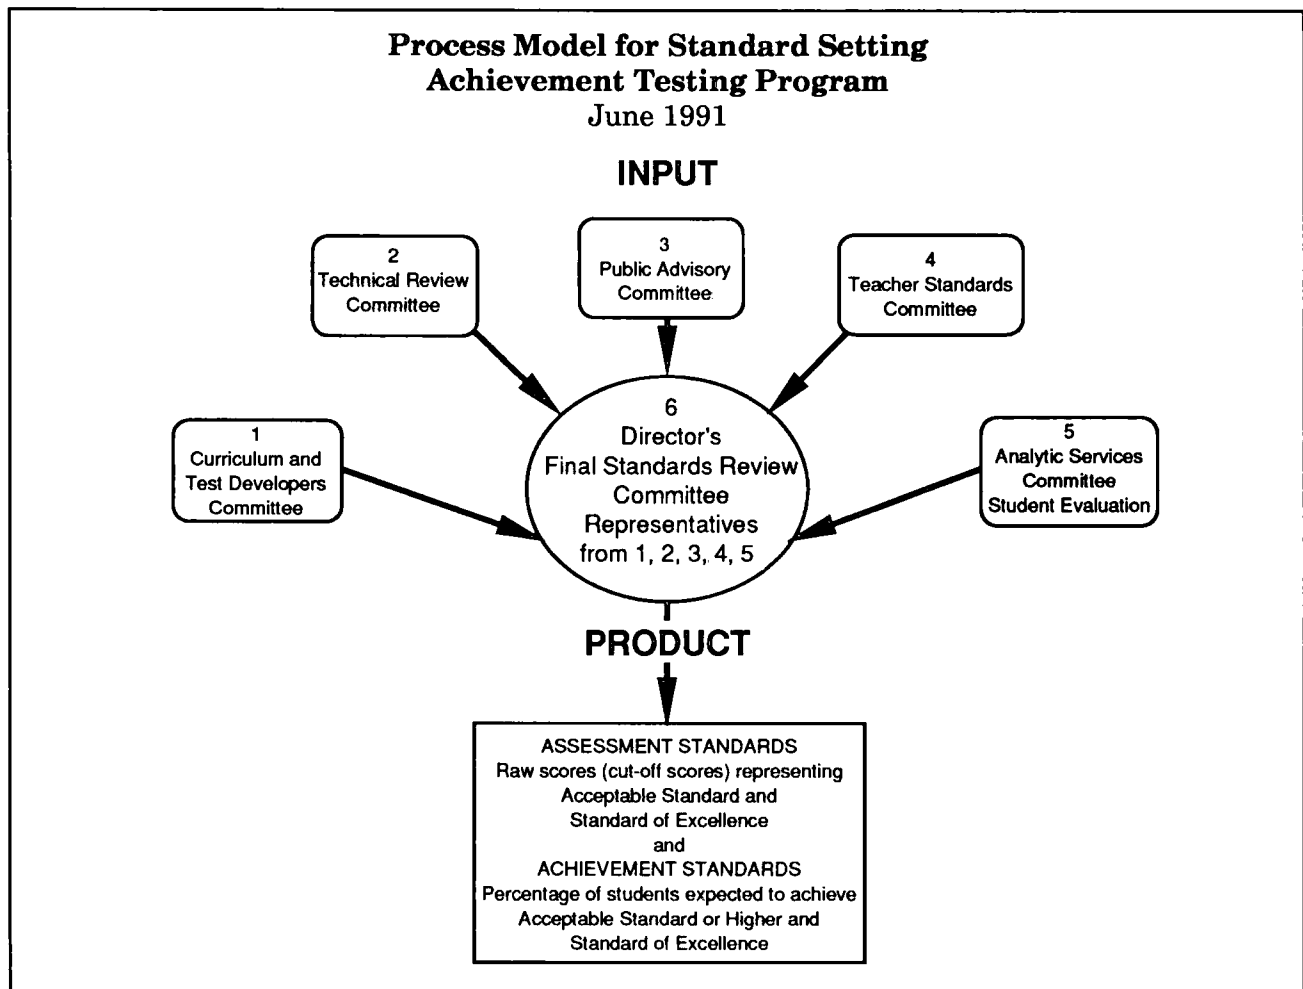 Process Model for Standard Setting
Achievement Testing Program
June 1991
INPUT
1
Curriculum and
Test Developers
Committee
2
Technical Review
Committee
3
Public Advisory
Committee
4
Teacher Standards
Committee
5
Analytic Services
Committee
Student Evaluation
6
Director's
Final Standards Review
Committee
Representatives
from 1, 2, 3, 4, 5
PRODUCT
ASSESSMENT STANDARDS
Raw scores (cut-off scores) representing
Acceptable Standard and
Standard of Excellence
and
ACHIEVEMENT STANDARDS
Percentage of students expected to achieve
Acceptable Standard or Higher and
Standard of Excellence